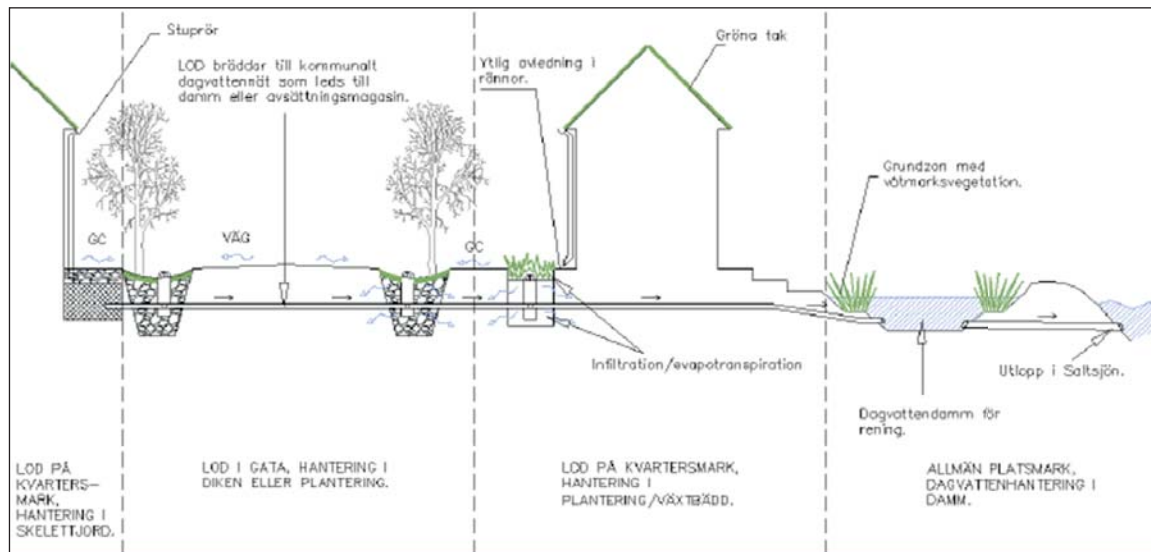 Stuprör
LOD bräddar till kommunalt
dagvattennät som leds till
damm eller avsättningsmagasin.
Ytlig avledning i
rännor.
Gröna tak
Grundzon med
våtmarksvegetation.
GC
VÄG
GC
Infiltration/evapotranspiration
Utlopp i Saltsjön.
Dagvattendamm för
rening.
LOD PÅ
KVARTERS-
MARK,
HANTERING I
SKELETTJORD.
LOD I GATA, HANTERING I
DIKEN ELLER PLANTERING.
LOD PÅ KVARTERSMARK,
HANTERING I
PLANTERING/VÄXTBÄDD.
ALLMÄN PLATSMARK,
DAGVATTENHANTERING I
DAMM.